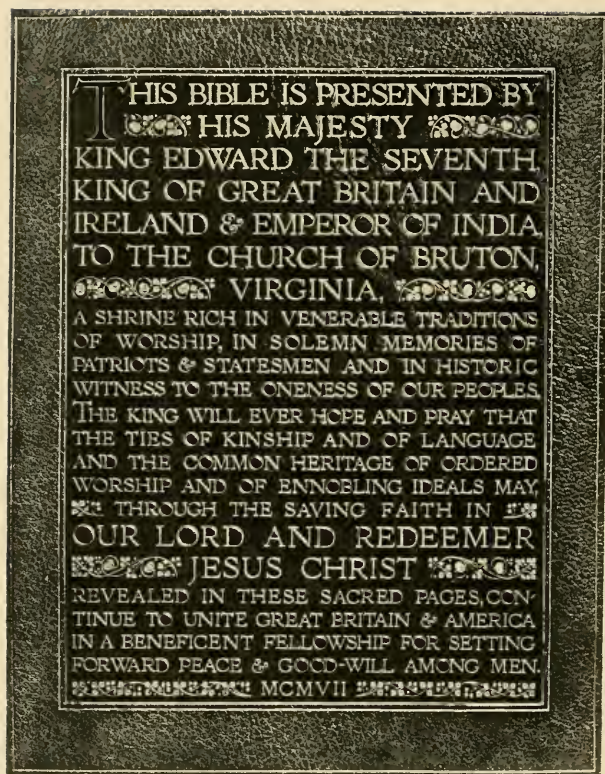 THIS BIBLE IS PRESENTED BY
HIS MAJESTY
KING EDWARD THE SEVENTH,
KING OF GREAT BRITAIN AND
IRELAND & EMPEROR OF INDIA,
TO THE CHURCH OF BRUTON,
VIRGINIA,
A SHRINE RICH IN VENERABLE TRADITIONS
OF WORSHIP, IN SOLEMN MEMORIES OF
PATRIOTS & STATESMEN AND IN HISTORIC
WITNESS TO THE ONENESS OF OUR PEOPLES.
THE KING WILL EVER HOPE AND PRAY THAT
THE TIES OF KINSHIP AND OF LANGUAGE
AND THE COMMON HERITAGE OF ORDERED
WORSHIP AND OF ENNOBLING IDEALS MAY,
THROUGH THE SAVING FAITH IN
OUR LORD AND REDEEMER
JESUS CHRIST
REVEALED IN THESE SACRED PAGES, CON-
TINUE TO UNITE GREAT BRITAIN & AMERICA
IN A BENEFICENT FELLOWSHIP FOR SETTING
FORWARD PEACE & GOOD-WILL AMONG MEN.
MCMVII